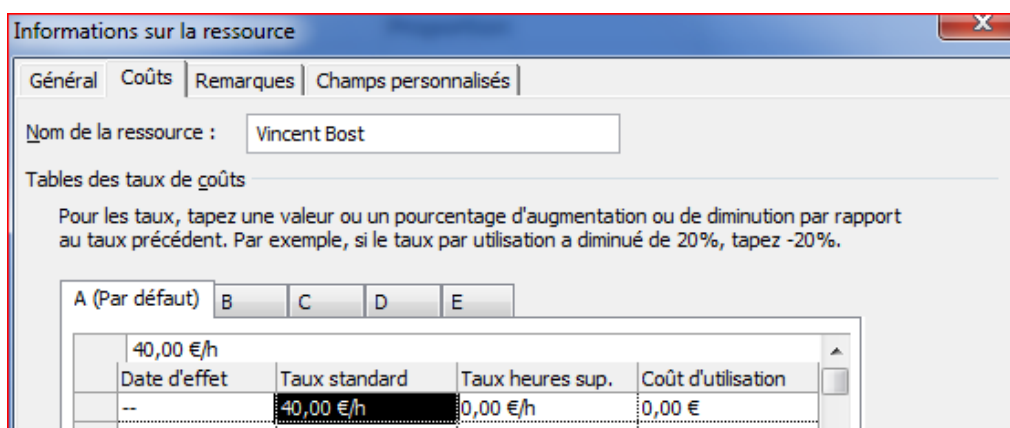 Informations sur la ressource
X
Général Coûts Remarques Champs personnalisés
Nom de la ressource : Vincent Bost
Tables des taux de coûts
Pour les taux, tapez une valeur ou un pourcentage d'augmentation ou de diminution par rapport
au taux précédent. Par exemple, si le taux par utilisation a diminué de 20%, tapez -20%.
A (Par défaut) B C D E
40,00 €/h
Date d'effet Taux standard Taux heures sup. Coût d'utilisation
-- 40,00 €/h 0,00 €/h 0,00 €